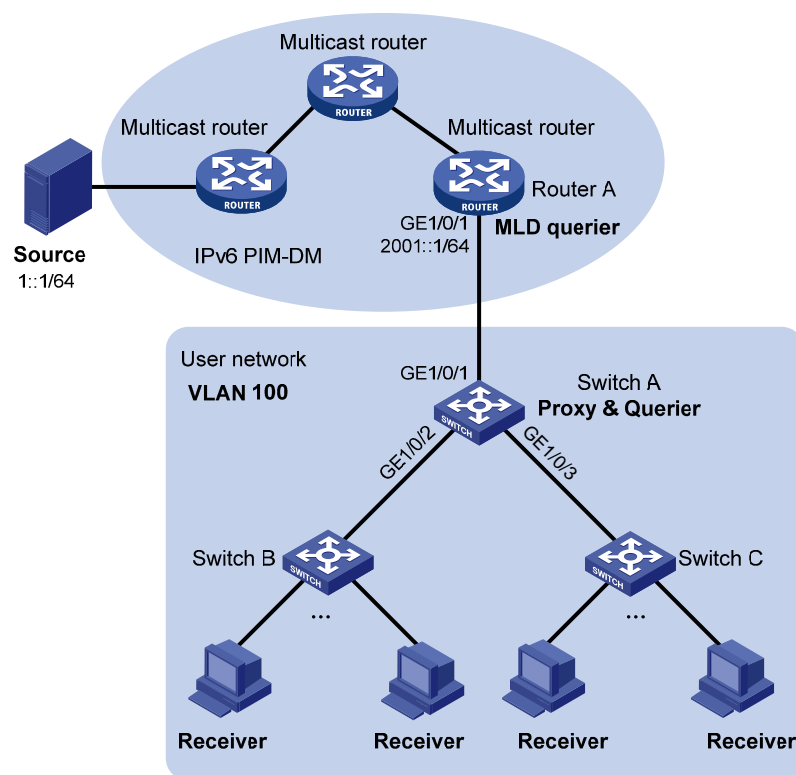 Multicast router
ROUTER
Multicast router
Multicast router
ROUTER
ROUTER
Router A
GE1/0/1
MLD querier
2001::1/64
IPv6 PIM-DM
Source
1::1/64
User network
VLAN 100
GE1/0/1
Switch A
Proxy & Querier
SWITCH
GE1/0/2
GE1/0/3
Switch B
SWITCH
Switch C
SWITCH
...
...
Receiver
Receiver
Receiver
Receiver